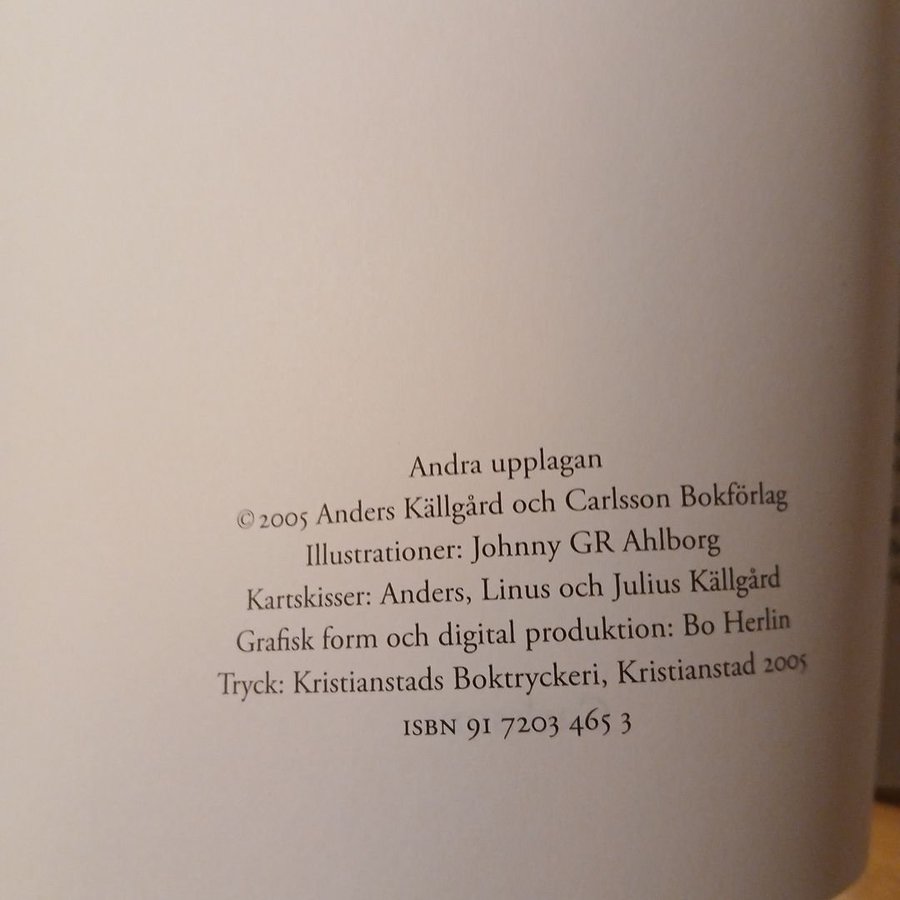 Andra upplagan
© 2005 Anders Källgård och Carlsson Bokförlag
Illustrationer: Johnny GR Ahlborg
Kartskisser: Anders, Linus och Julius Källgård
Grafisk form och digital produktion: Bo Herlin
Tryck: Kristianstads Boktryckeri, Kristianstad 2005
ISBN 91 7203 465 3